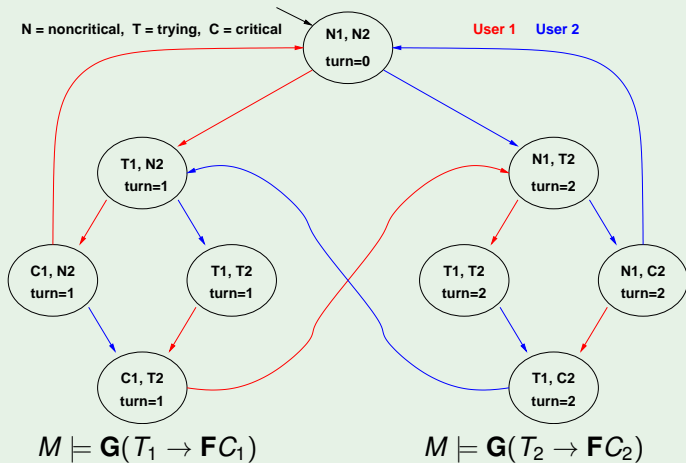 N = noncritical, T = trying, C = critical
User 1 User 2
N1, N2
turn=0
T1, N2
turn=1
N1, T2
turn=2
C1, N2
turn=1
T1, T2
turn=1
T1, T2
turn=2
N1, C2
turn=2
C1, T2
turn=1
T1, C2
turn=2
M ⊨ G(T₁ → FC₁)
M ⊨ G(T₂ → FC₂)